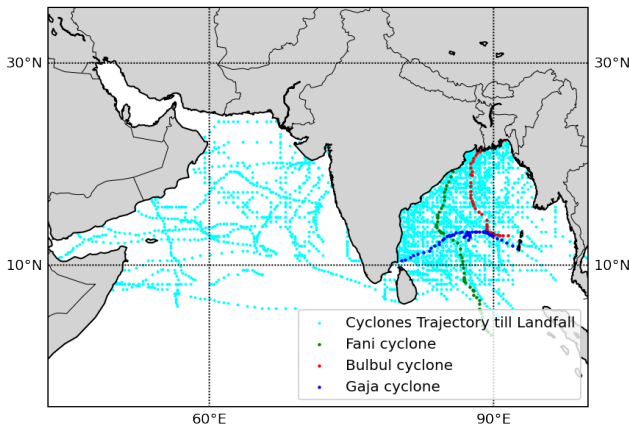 30°N
30°N
10°N
10°N
Cyclones Trajectory till Landfall
Fani cyclone
Bulbul cyclone
Gaja cyclone
60°E
90°E